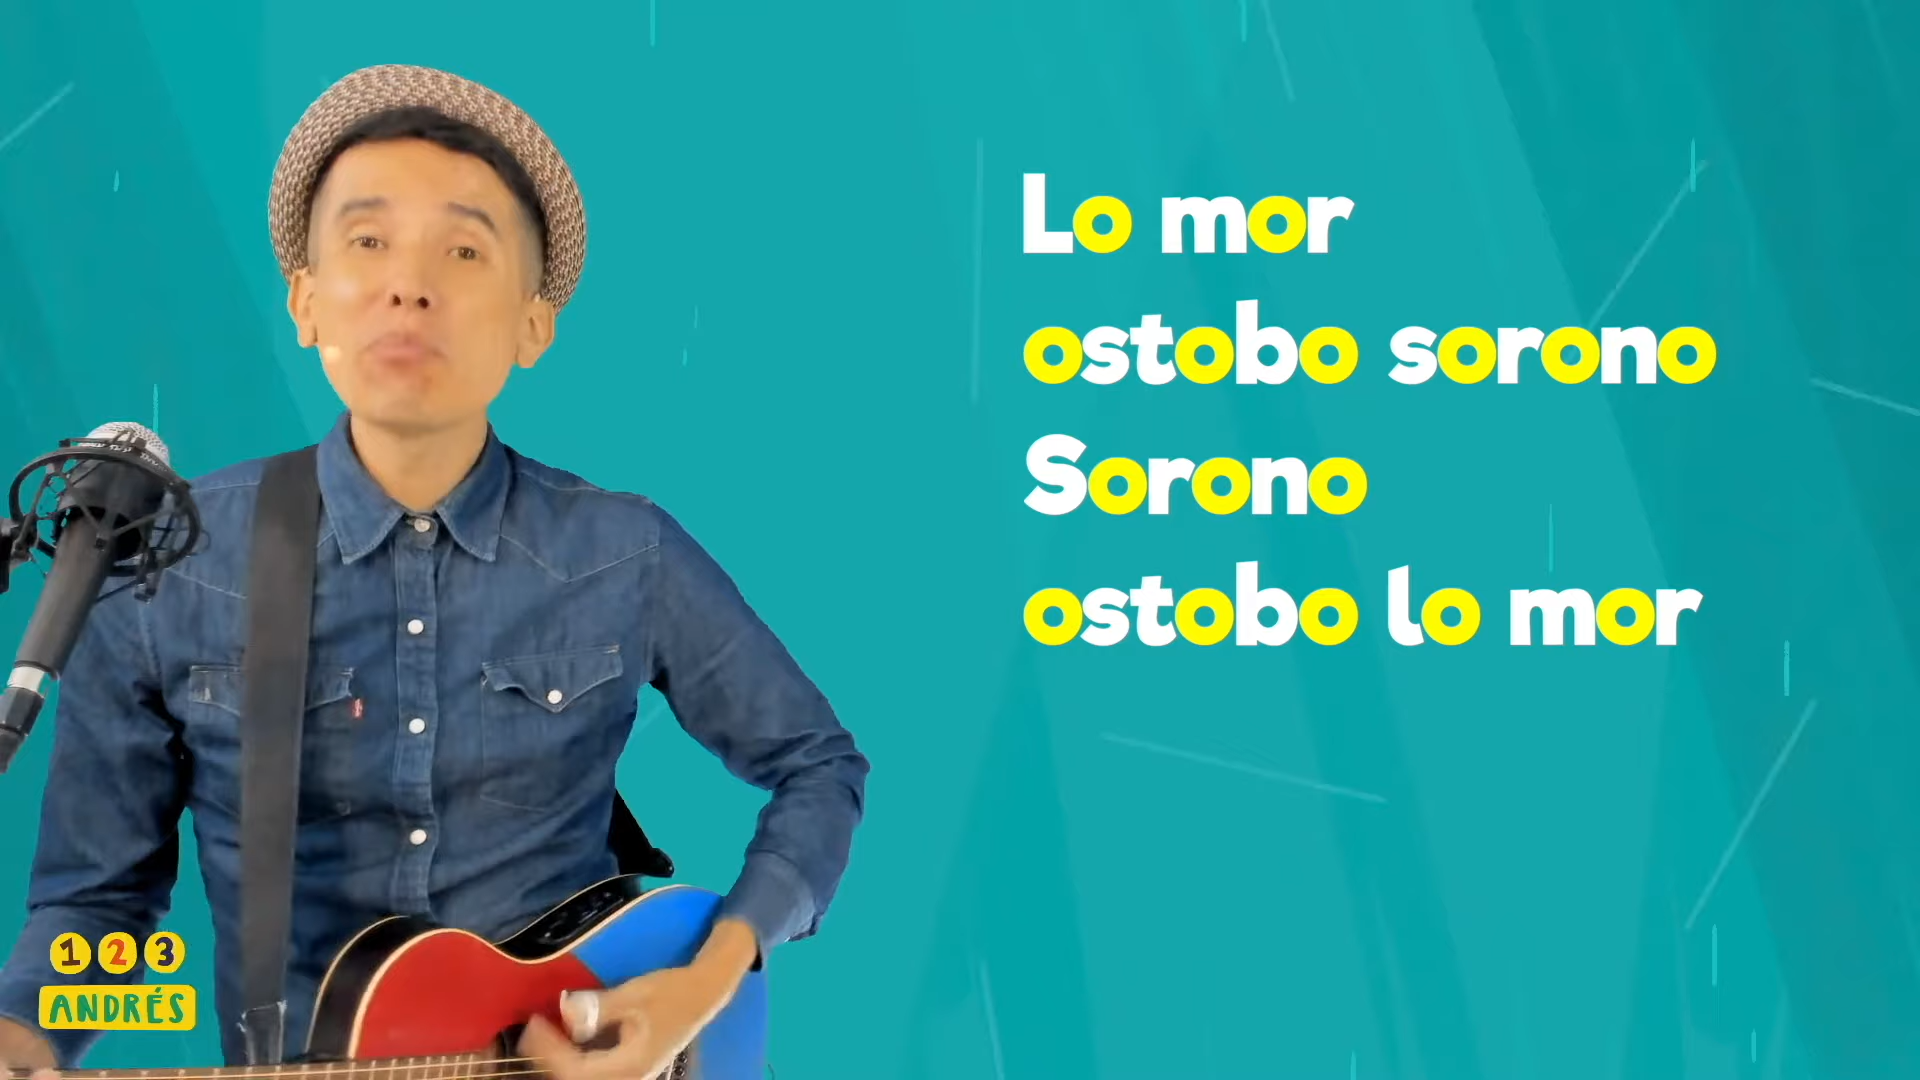 Lo mor
ostobo sorono
Sorono
ostobo lo mor
1 2 3
ANDRÉS